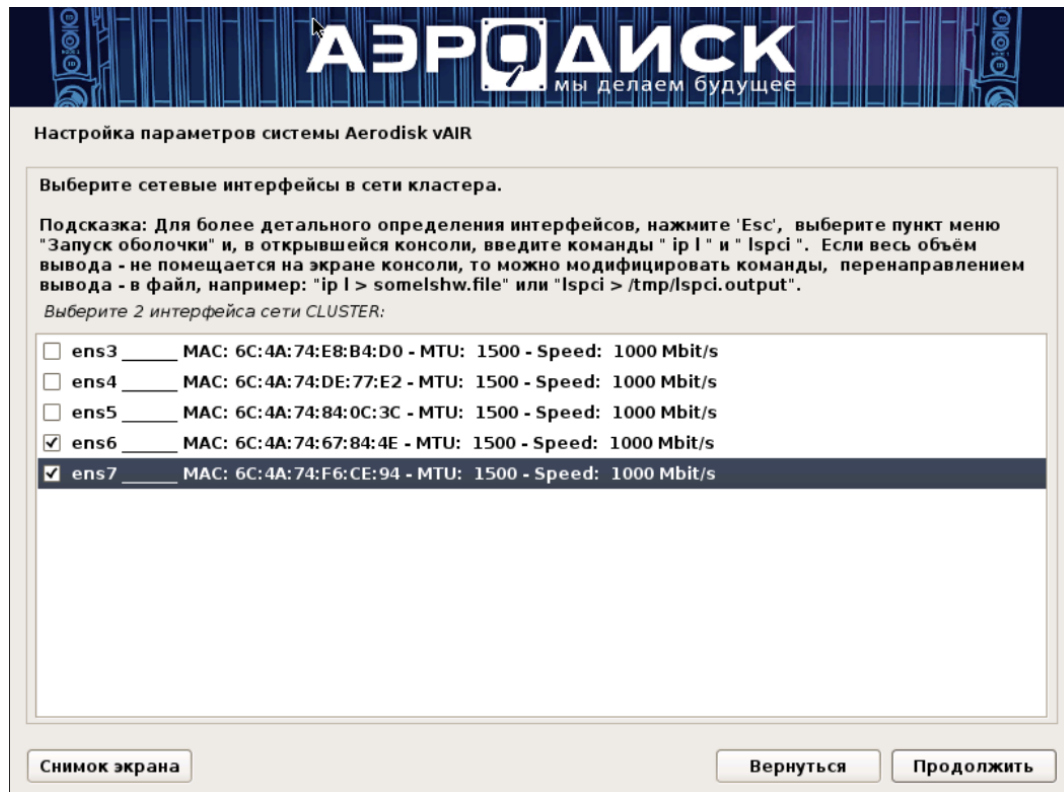 АЭРОДИСК
мы делаем будущее
Настройка параметров системы Aerodisk vAIR
Выберите сетевые интерфейсы в сети кластера.
Подсказка: Для более детального определения интерфейсов, нажмите 'Esc', выберите пункт меню
"Запуск оболочки" и, в открывшейся консоли, введите команды " ip l " и " lspci ". Если весь объём
вывода - не помещается на экране консоли, то можно модифицировать команды, перенаправлением
вывода - в файл, например: "ip l > somelshw.file" или "lspci > /tmp/lspci.output".
Выберите 2 интерфейса сети CLUSTER:
ens3 ______ MAC: 6C:4A:74:E8:B4:D0 - MTU: 1500 - Speed: 1000 Mbit/s
ens4 ______ MAC: 6C:4A:74:DE:77:E2 - MTU: 1500 - Speed: 1000 Mbit/s
ens5 ______ MAC: 6C:4A:74:84:0C:3C - MTU: 1500 - Speed: 1000 Mbit/s
ens6 ______ MAC: 6C:4A:74:67:84:4E - MTU: 1500 - Speed: 1000 Mbit/s
ens7 ______ MAC: 6C:4A:74:F6:CE:94 - MTU: 1500 - Speed: 1000 Mbit/s
Снимок экрана Вернуться Продолжить